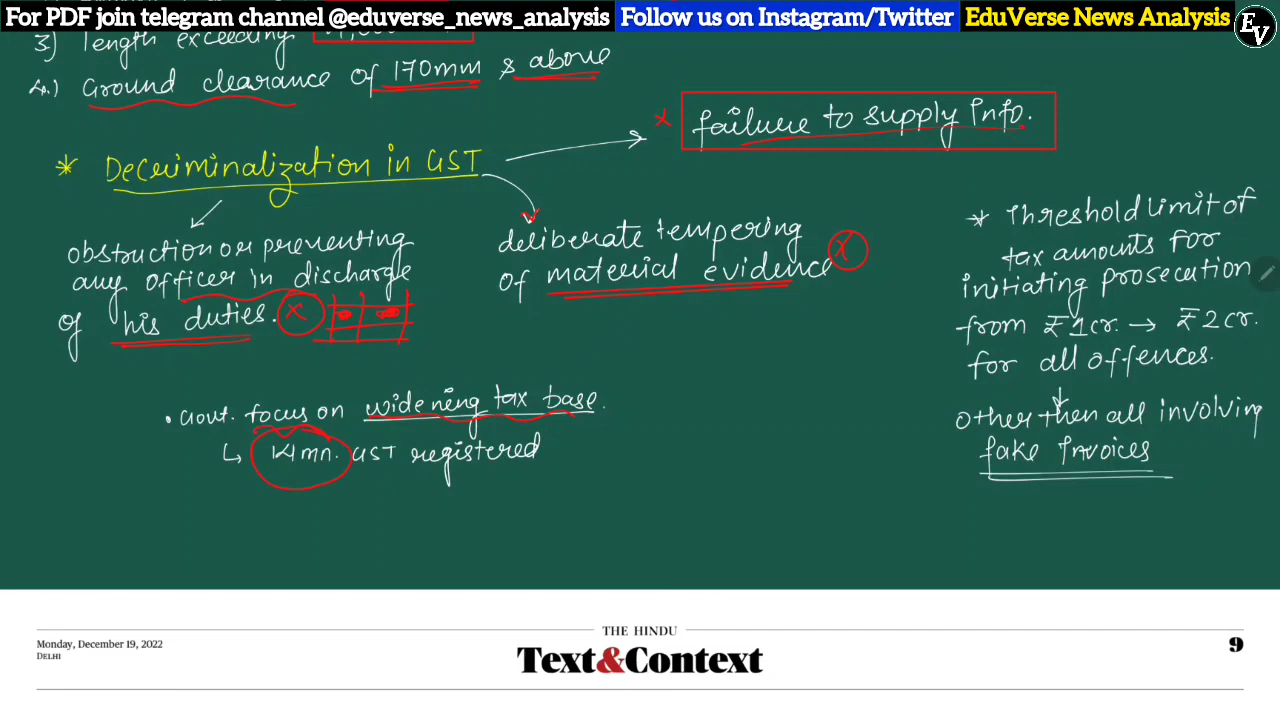 For PDF join telegram channel @eduverse_news_analysis Follow us on Instagram/Twitter EduVerse News Analysis
EV
3) length exceeding
4.) Ground clearance of 170mm & above
failure to supply Info.
* Decriminalization in GST
obstruction or preventing
any officer in discharge
of his duties.
deliberate tempering
of material evidence
* Threshold limit of
tax amounts for
initiating prosecution
from ₹1cr. → ₹2cr.
for all offences.
Other then all involving
fake Invoices
• Govt. focus on widening tax base.
↳ 14mn. GST registered
Monday, December 19, 2022
DELHI
THE HINDU
Text&Context
9